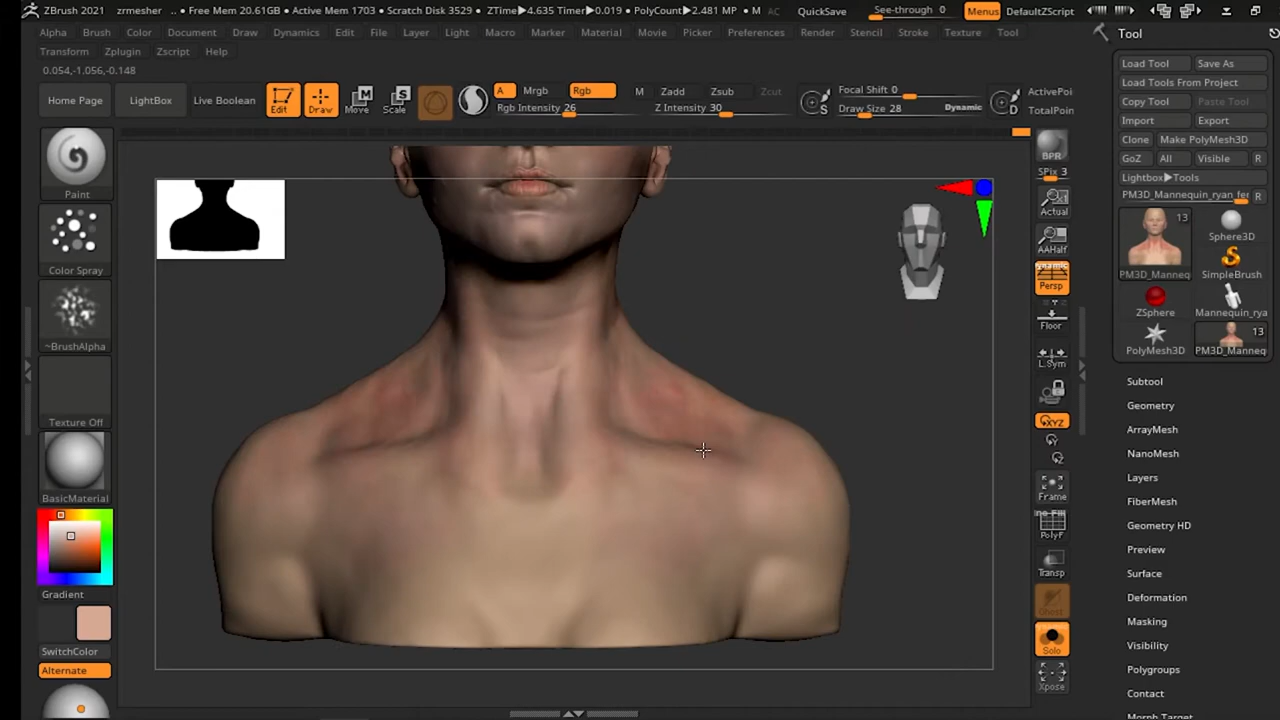 ZBrush 2021 zrmesher .. • Free Mem 20.61GB • Active Mem 1703 • Scratch Disk 3529 • ZTime▶4.635 Timer▶0.019 • PolyCount▶2.481 MP • M AC QuickSave See-through 0 Menus DefaultZScript
Alpha Brush Color Document Draw Dynamics Edit File Layer Light Macro Marker Material Movie Picker Preferences Render Stencil Stroke Texture Tool
Transform Zplugin Zscript Help
0.054,-1.056,-0.148
Home Page LightBox Live Boolean Edit Draw Move Scale
A Mrgb Rgb M Zadd Zsub Zcut
Rgb Intensity 26 Z Intensity 30
S Focal Shift 0
Draw Size 28 Dynamic
D ActivePoi
TotalPoin
Paint
Color Spray
~BrushAlpha
Texture Off
BasicMaterial
Gradient
SwitchColor
Alternate
BPR
SPix 3
Actual
AAHalf
Dynamic
Persp
Floor
L.Sym
XYZ
Y
Z
Frame
PolyF
Transp
Ghost
Solo
Xpose
Tool
Load Tool Save As
Load Tools From Project
Copy Tool Paste Tool
Import Export
Clone Make PolyMesh3D
GoZ All Visible R
Lightbox▶Tools
R
13
PM3D_Manneq Sphere3D
SimpleBrush
ZSphere Mannequin_rya
13
PolyMesh3D PM3D_Manneq
Subtool
Geometry
ArrayMesh
NanoMesh
Layers
FiberMesh
Geometry HD
Preview
Surface
Deformation
Masking
Visibility
Polygroups
Contact
Morph Target